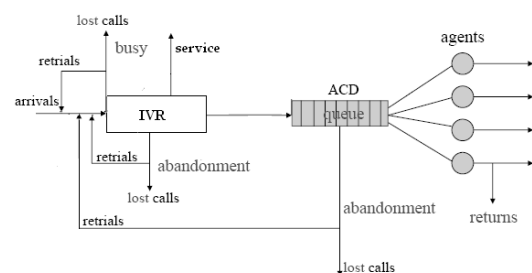 lost calls
busy
service
agents
retrials
ACD
arrivals
IVR
queue
retrials
abandonment
lost calls
abandonment
retrials
returns
lost calls